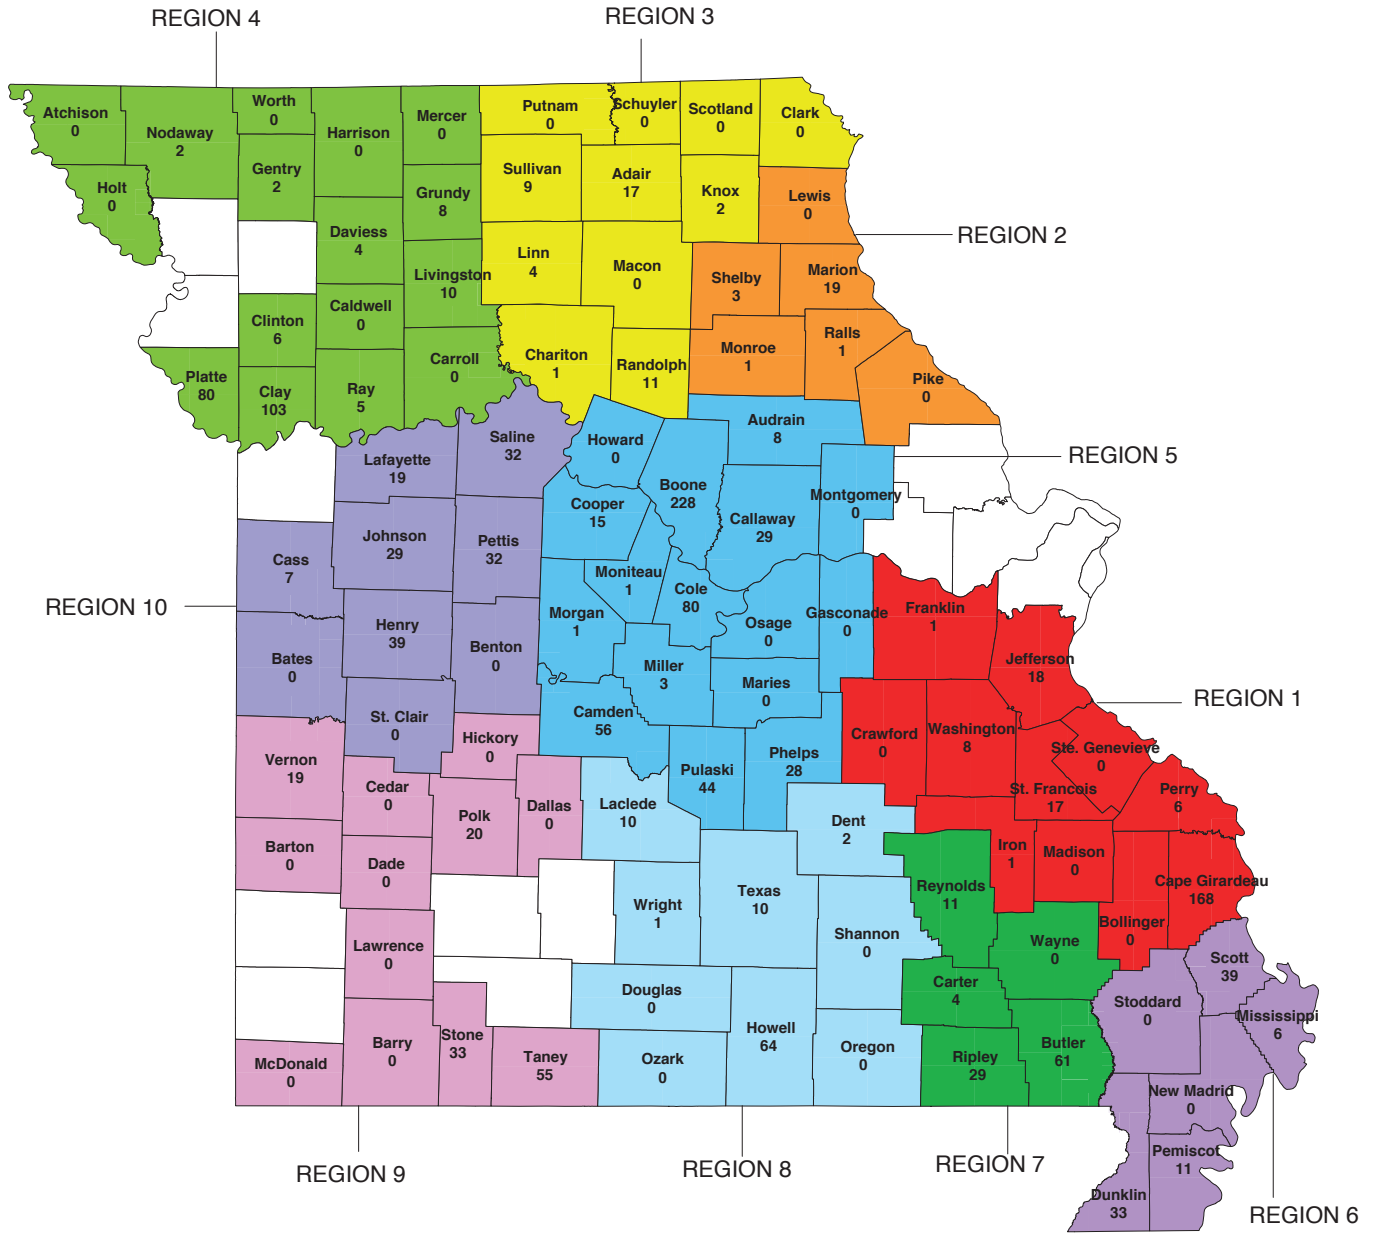 REGION 4
REGION 3
Atchison
0
Nodaway
2
Worth
0
Harrison
0
Mercer
0
Putnam
0
Schuyler
0
Scotland
0
Clark
0
Holt
0
Gentry
2
Grundy
8
Sullivan
9
Adair
17
Knox
2
Lewis
0
REGION 2
Daviess
4
Livingston
10
Linn
4
Macon
0
Shelby
3
Marion
19
Clinton
6
Caldwell
0
Carroll
0
Chariton
1
Randolph
11
Monroe
1
Ralls
1
Pike
0
Platte
80
Clay
103
Ray
5
Lafayette
19
Saline
32
Howard
0
Boone
228
Audrain
8
REGION 5
Montgomery
0
Cooper
15
Callaway
29
Cass
7
Johnson
29
Pettis
32
Moniteau
1
Cole
80
REGION 10
Henry
39
Morgan
1
Osage
0
Gasconade
0
Franklin
1
Bates
0
Benton
0
Miller
3
Maries
0
Jefferson
18
REGION 1
St. Clair
0
Camden
56
Hickory
0
Vernon
19
Crawford
0
Washington
8
Ste. Genevieve
0
Pulaski
44
Phelps
28
St. Francois
17
Perry
6
Cedar
0
Polk
20
Dallas
0
Laclede
10
Dent
2
Barton
0
Dade
0
Iron
1
Madison
0
Reynolds
11
Cape Girardeau
168
Wright
1
Texas
10
Shannon
0
Bollinger
0
Lawrence
0
Wayne
0
Scott
39
Douglas
0
Carter
4
Stoddard
0
Mississippi
6
Stone
33
Barry
0
Howell
64
Butler
61
McDonald
0
Taney
55
Ozark
0
Oregon
0
Ripley
29
New Madrid
0
Pemiscot
11
Dunklin
33
REGION 9
REGION 8
REGION 7
REGION 6